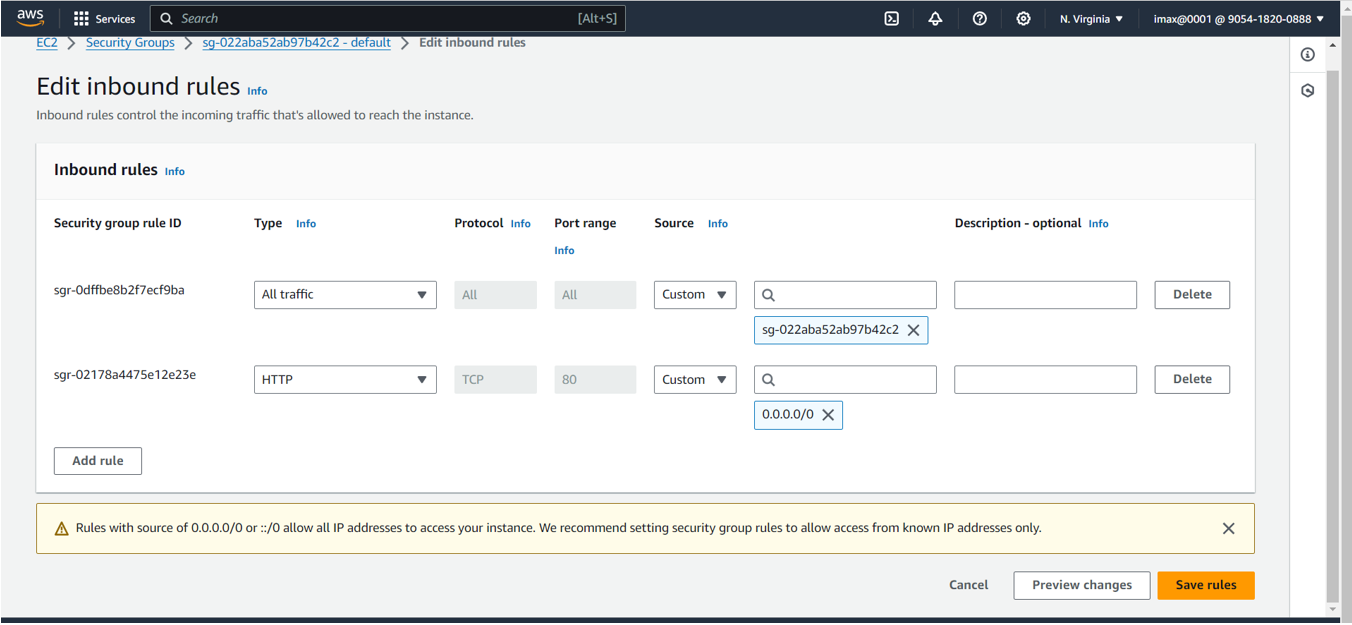 aws Services Search [Alt+S] N. Virginia imax@0001 @ 9054-1820-0888
EC2 Security Groups sg-022aba52ab97b42c2 - default Edit inbound rules
Edit inbound rules Info
Inbound rules control the incoming traffic that's allowed to reach the instance.
Inbound rules Info
Security group rule ID Type Info Protocol Info Port range Source Info Description - optional Info
Info
sgr-0dffbe8b2f7ecf9ba All traffic All All Custom Delete
sg-022aba52ab97b42c2
sgr-02178a4475e12e23e HTTP TCP 80 Custom Delete
0.0.0.0/0
Add rule
Rules with source of 0.0.0.0/0 or ::/0 allow all IP addresses to access your instance. We recommend setting security group rules to allow access from known IP addresses only.
Cancel Preview changes Save rules